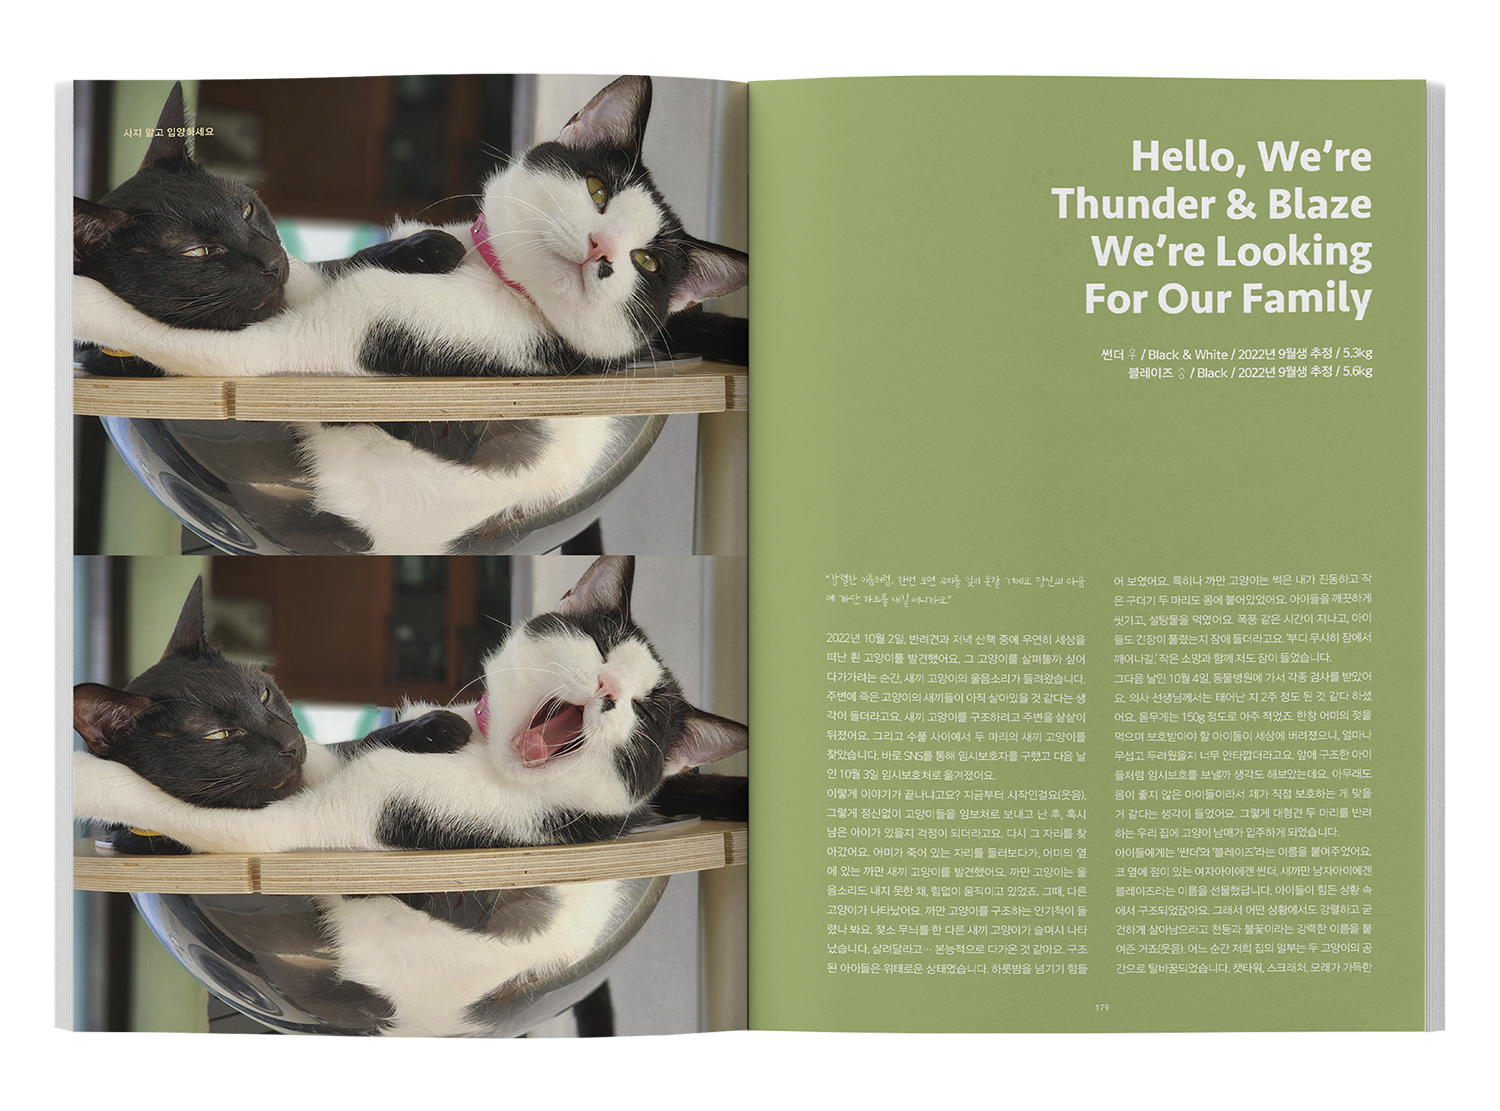 사지 말고 입양하세요
Hello, We're
Thunder & Blaze
We're Looking
For Our Family
썬더 우 / Black & White / 2022년 9월생 추정 / 5.3kg
블레이즈 송 / Black / 2022년 9월생 추정 / 5.6kg
"강렬한 이름처럼, 한번 보면 우리를 잊지 못할 거예요. 당신의 마음
에 까만 하트를 새길 테니까요."
2022년 10월 2일, 반려견과 저녁 산책 중에 우연히 세상을
떠난 흰 고양이를 발견했어요. 그 고양이를 살펴볼까 싶어
다가가려는 순간, 새끼 고양이의 울음소리가 들려왔습니다.
주변에 죽은 고양이의 새끼들이 아직 살아있을 것 같다는 생
각이 들더라고요. 새끼 고양이를 구조하려고 주변을 샅샅이
뒤졌어요. 그리고 수풀 사이에서 두 마리의 새끼 고양이를
찾았습니다. 바로 SNS를 통해 임시보호자를 구했고 다음 날
인 10월 3일 임시보호처로 옮겨졌어요.
이렇게 이야기가 끝나냐고요? 지금부터 시작인걸요(웃음).
그렇게 정신없이 고양이들을 임보처로 보내고 난 후, 혹시
남은 아이가 있을지 걱정이 되더라고요. 다시 그 자리를 찾
아갔어요. 어미가 죽어 있는 자리를 둘러보다가, 어미의 옆
에 있는 까만 새끼 고양이를 발견했어요. 까만 고양이는 울
음소리도 내지 못한 채, 힘없이 움직이고 있었죠. 그때, 다른
고양이가 나타났어요. 까만 고양이를 구조하는 인기척이 들
렸나 봐요. 젖소 무늬를 한 다른 새끼 고양이가 슬며시 나타
났습니다. 살려달라고… 본능적으로 다가온 것 같아요. 구조
된 아이들은 위태로운 상태였습니다. 하룻밤을 넘기기 힘들
어 보였어요. 특히나 까만 고양이는 썩은 내가 진동하고 작
은 구더기 두 마리도 몸에 붙어있었어요. 아이들을 깨끗하게
씻기고, 설탕물을 먹였어요. 폭풍 같은 시간이 지나고, 아이
들도 긴장이 풀렸는지 잠에 들더라고요. '부디 무사히 잠에서
깨어나길.' 작은 소망과 함께 저도 잠이 들었습니다.
그다음 날인 10월 4일, 동물병원에 가서 각종 검사를 받았어
요. 의사 선생님께서는 태어난 지 2주 정도 된 것 같다 하셨
어요. 몸무게는 150g 정도로 아주 적었죠. 한창 어미의 젖을
먹으며 보호받아야 할 아이들이 세상에 버려졌으니, 얼마나
무섭고 두려웠을지 너무 안타깝더라고요. 앞에 구조한 아이
들처럼 임시보호를 보낼까 생각도 해보았는데요. 아무래도
몸이 좋지 않은 아이들이라서 제가 직접 보호하는 게 맞을
거 같다는 생각이 들었어요. 그렇게 대형견 두 마리를 반려
하는 우리 집에 고양이 남매가 입주하게 되었습니다.
아이들에게는 '썬더'와 '블레이즈'라는 이름을 붙여주었어요.
코 옆에 점이 있는 여자아이에겐 썬더, 새까만 남자아이에겐
블레이즈라는 이름을 선물했답니다. 아이들이 힘든 상황 속
에서 구조되었잖아요. 그래서 어떤 상황에서도 강렬하고 굳
건하게 살아남으라고 천둥과 불꽃이라는 강력한 이름을 붙
여준 거죠(웃음). 어느 순간 저희 집의 일부는 두 고양이의 공
간으로 탈바꿈되었습니다. 캣타워, 스크래처, 모래가 가득한
179